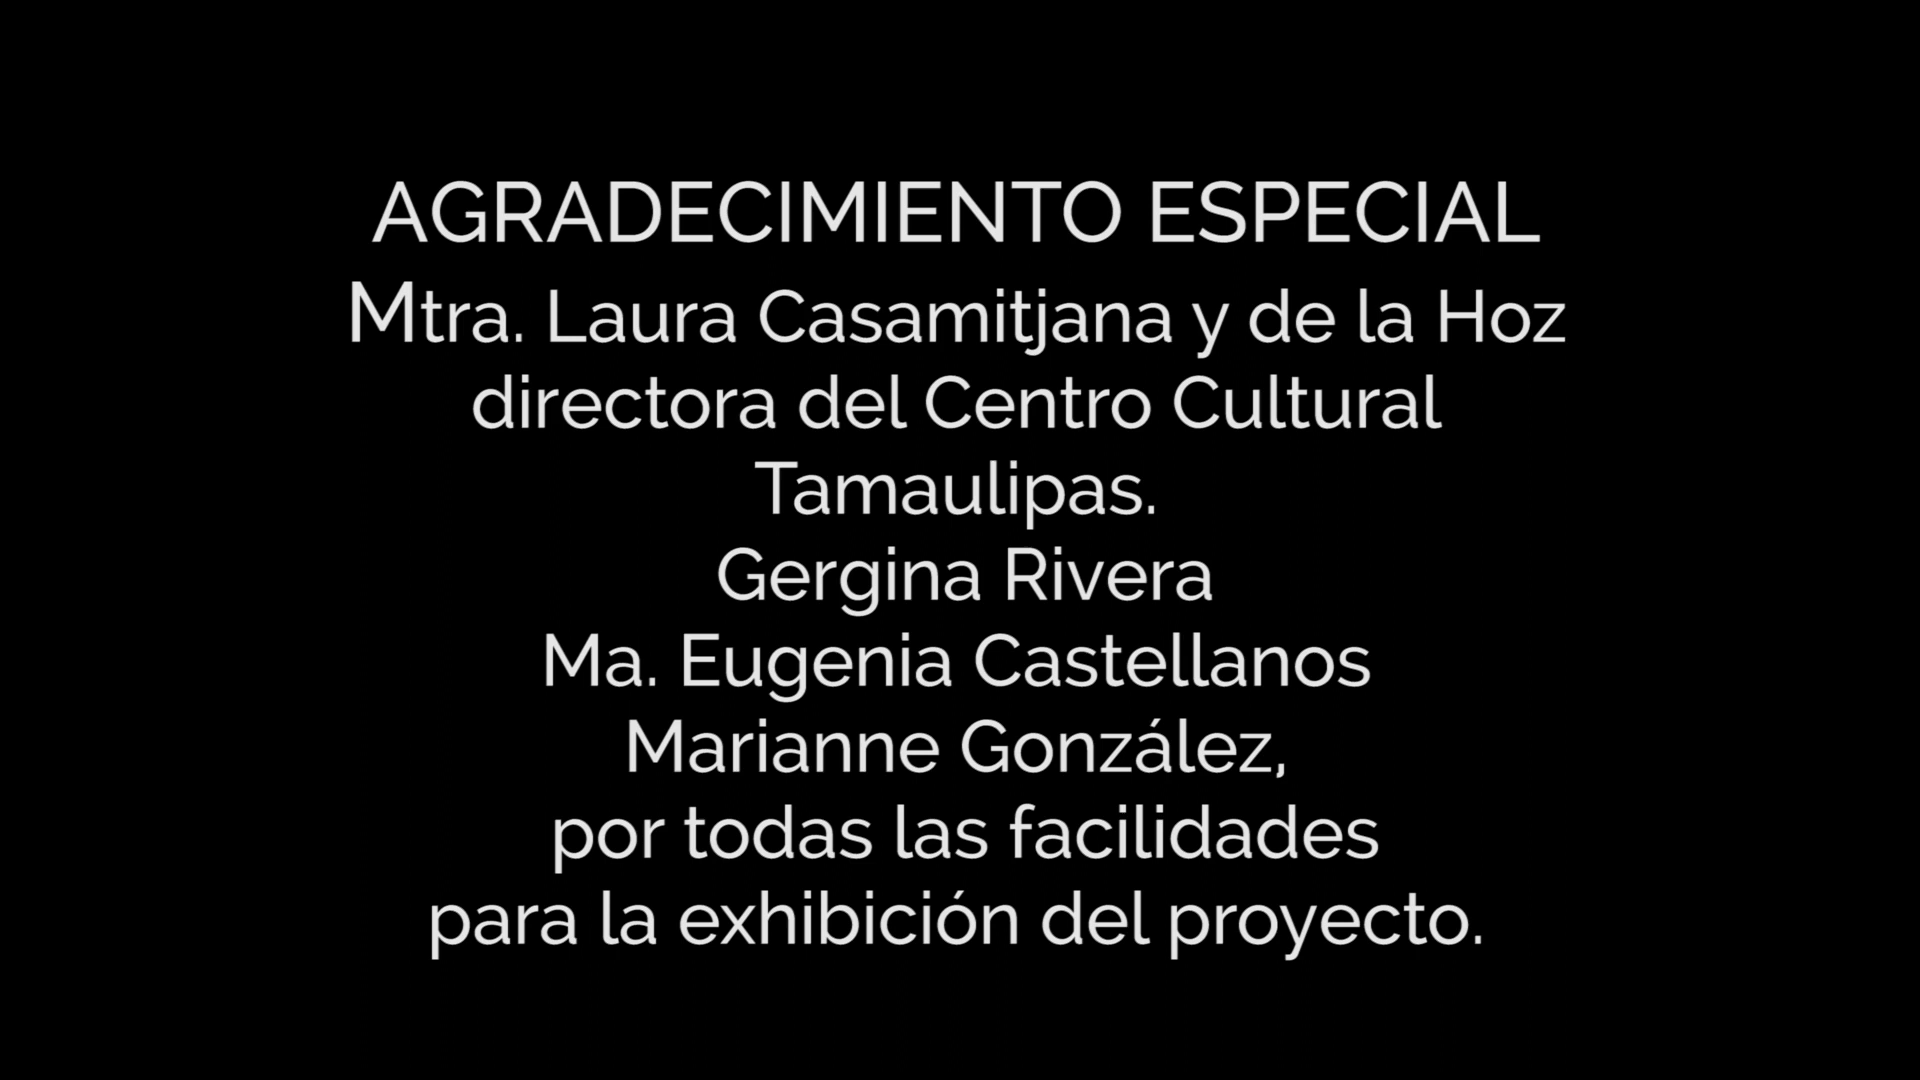 AGRADECIMIENTO ESPECIAL
Mtra. Laura Casamitjana y de la Hoz
directora del Centro Cultural
Tamaulipas.
Gergina Rivera
Ma. Eugenia Castellanos
Marianne González,
por todas las facilidades
para la exhibición del proyecto.